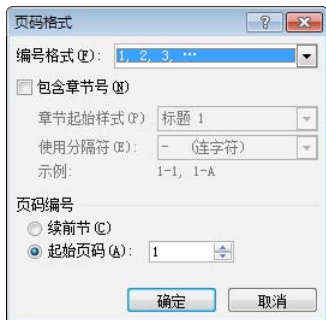 页码格式
编号格式(F): 1, 2, 3, …
包含章节号(N)
章节起始样式(P) 标题 1
使用分隔符(E): - (连字符)
示例: 1-1, 1-A
页码编号
续前节(C)
起始页码(A): 1
确定 取消